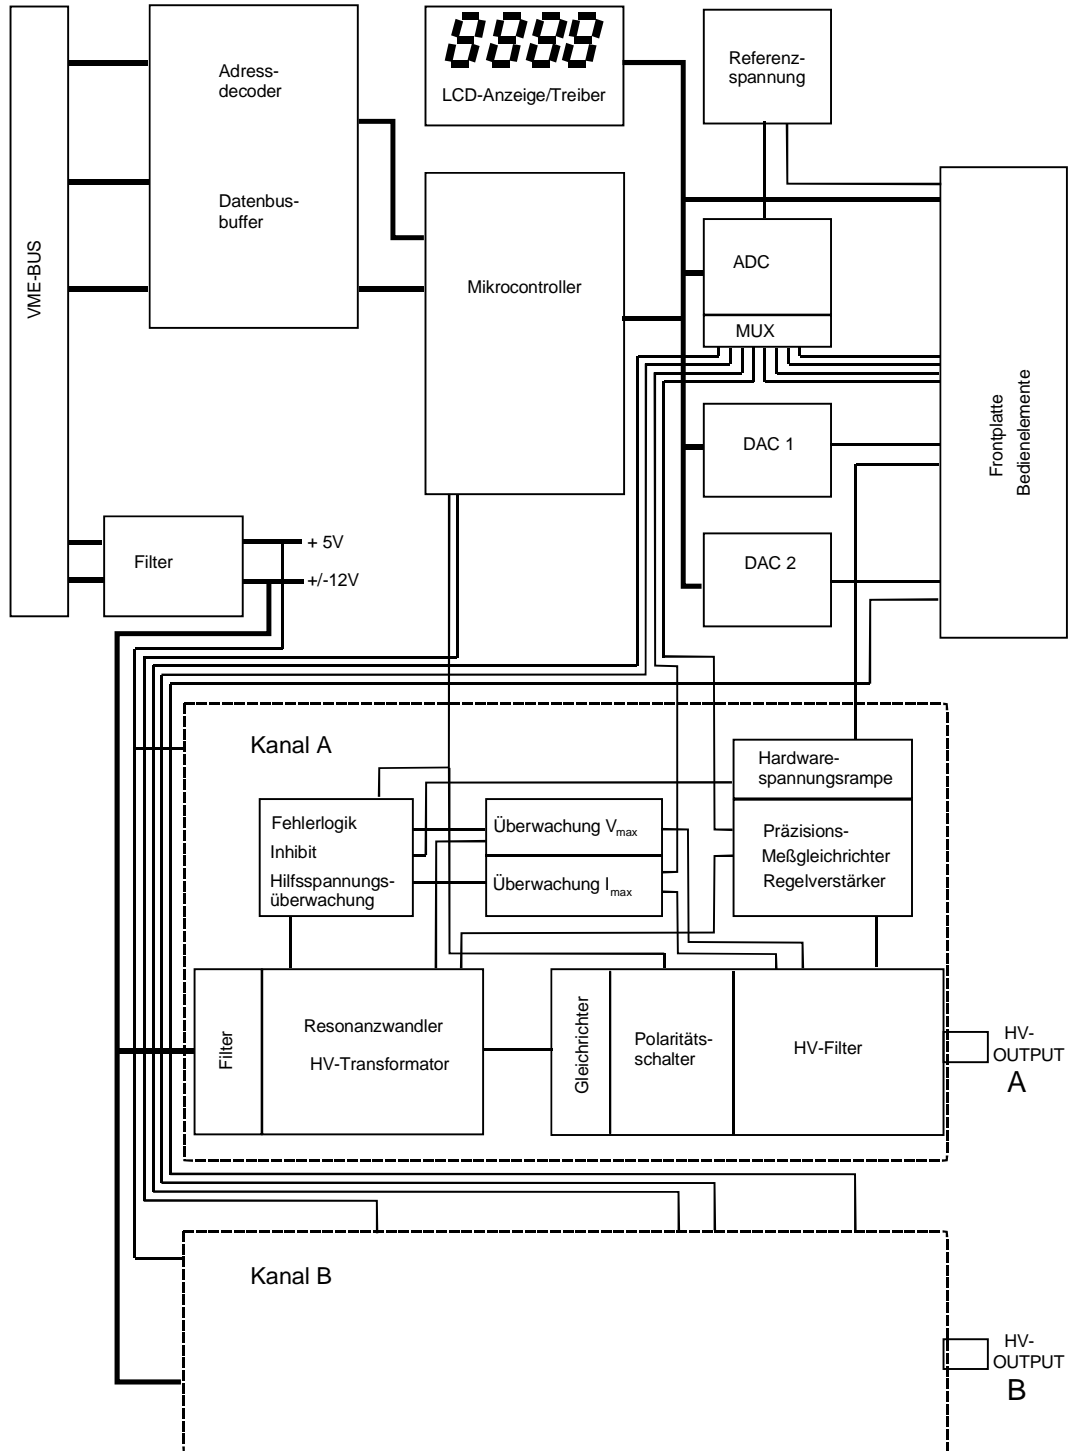 8888
LCD-Anzeige/Treiber
Adress-
decoder
Datenbus-
buffer
Referenz-
spannung
VME-BUS
Mikrocontroller
ADC
MUX
DAC 1
DAC 2
Frontplatte
Bedienelemente
Filter
+ 5V
+/-12V
Kanal A
Hardware-
spannungsrampe
Fehlerlogik
Inhibit
Hilfsspannungs-
überwachung
Überwachung Vmax
Überwachung Imax
Präzisions-
Meßgleichrichter
Regelverstärker
Filter
Resonanzwandler
HV-Transformator
Gleichrichter
Polaritäts-
schalter
HV-Filter
HV-
OUTPUT
A
Kanal B
HV-
OUTPUT
B